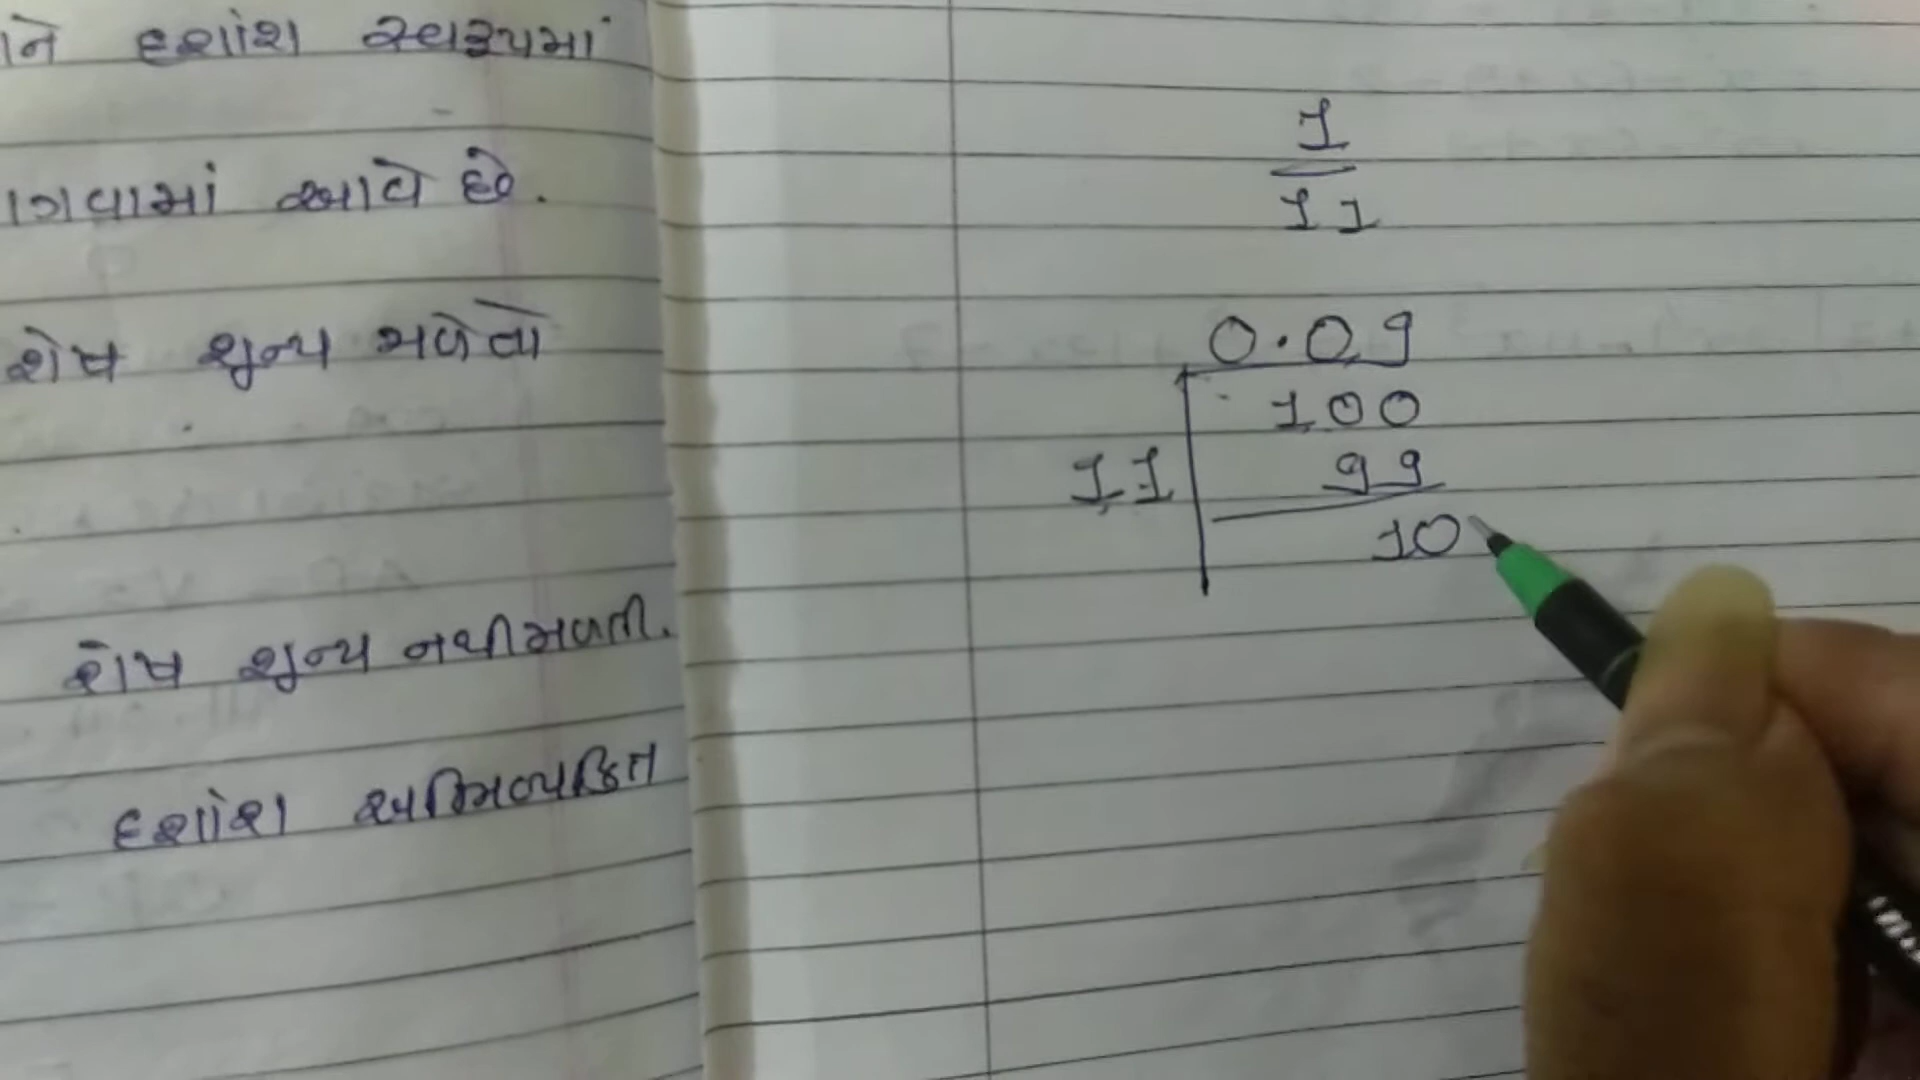 ને દશાંશ સ્વરૂપમાં
ગવામાં આવે છે.
શેષ શૂન્ય મળે તો
શેષ શૂન્ય નથી મળતી.
દશાંશ અભિવ્યકિત
1
11
0.09
100
11
99
10